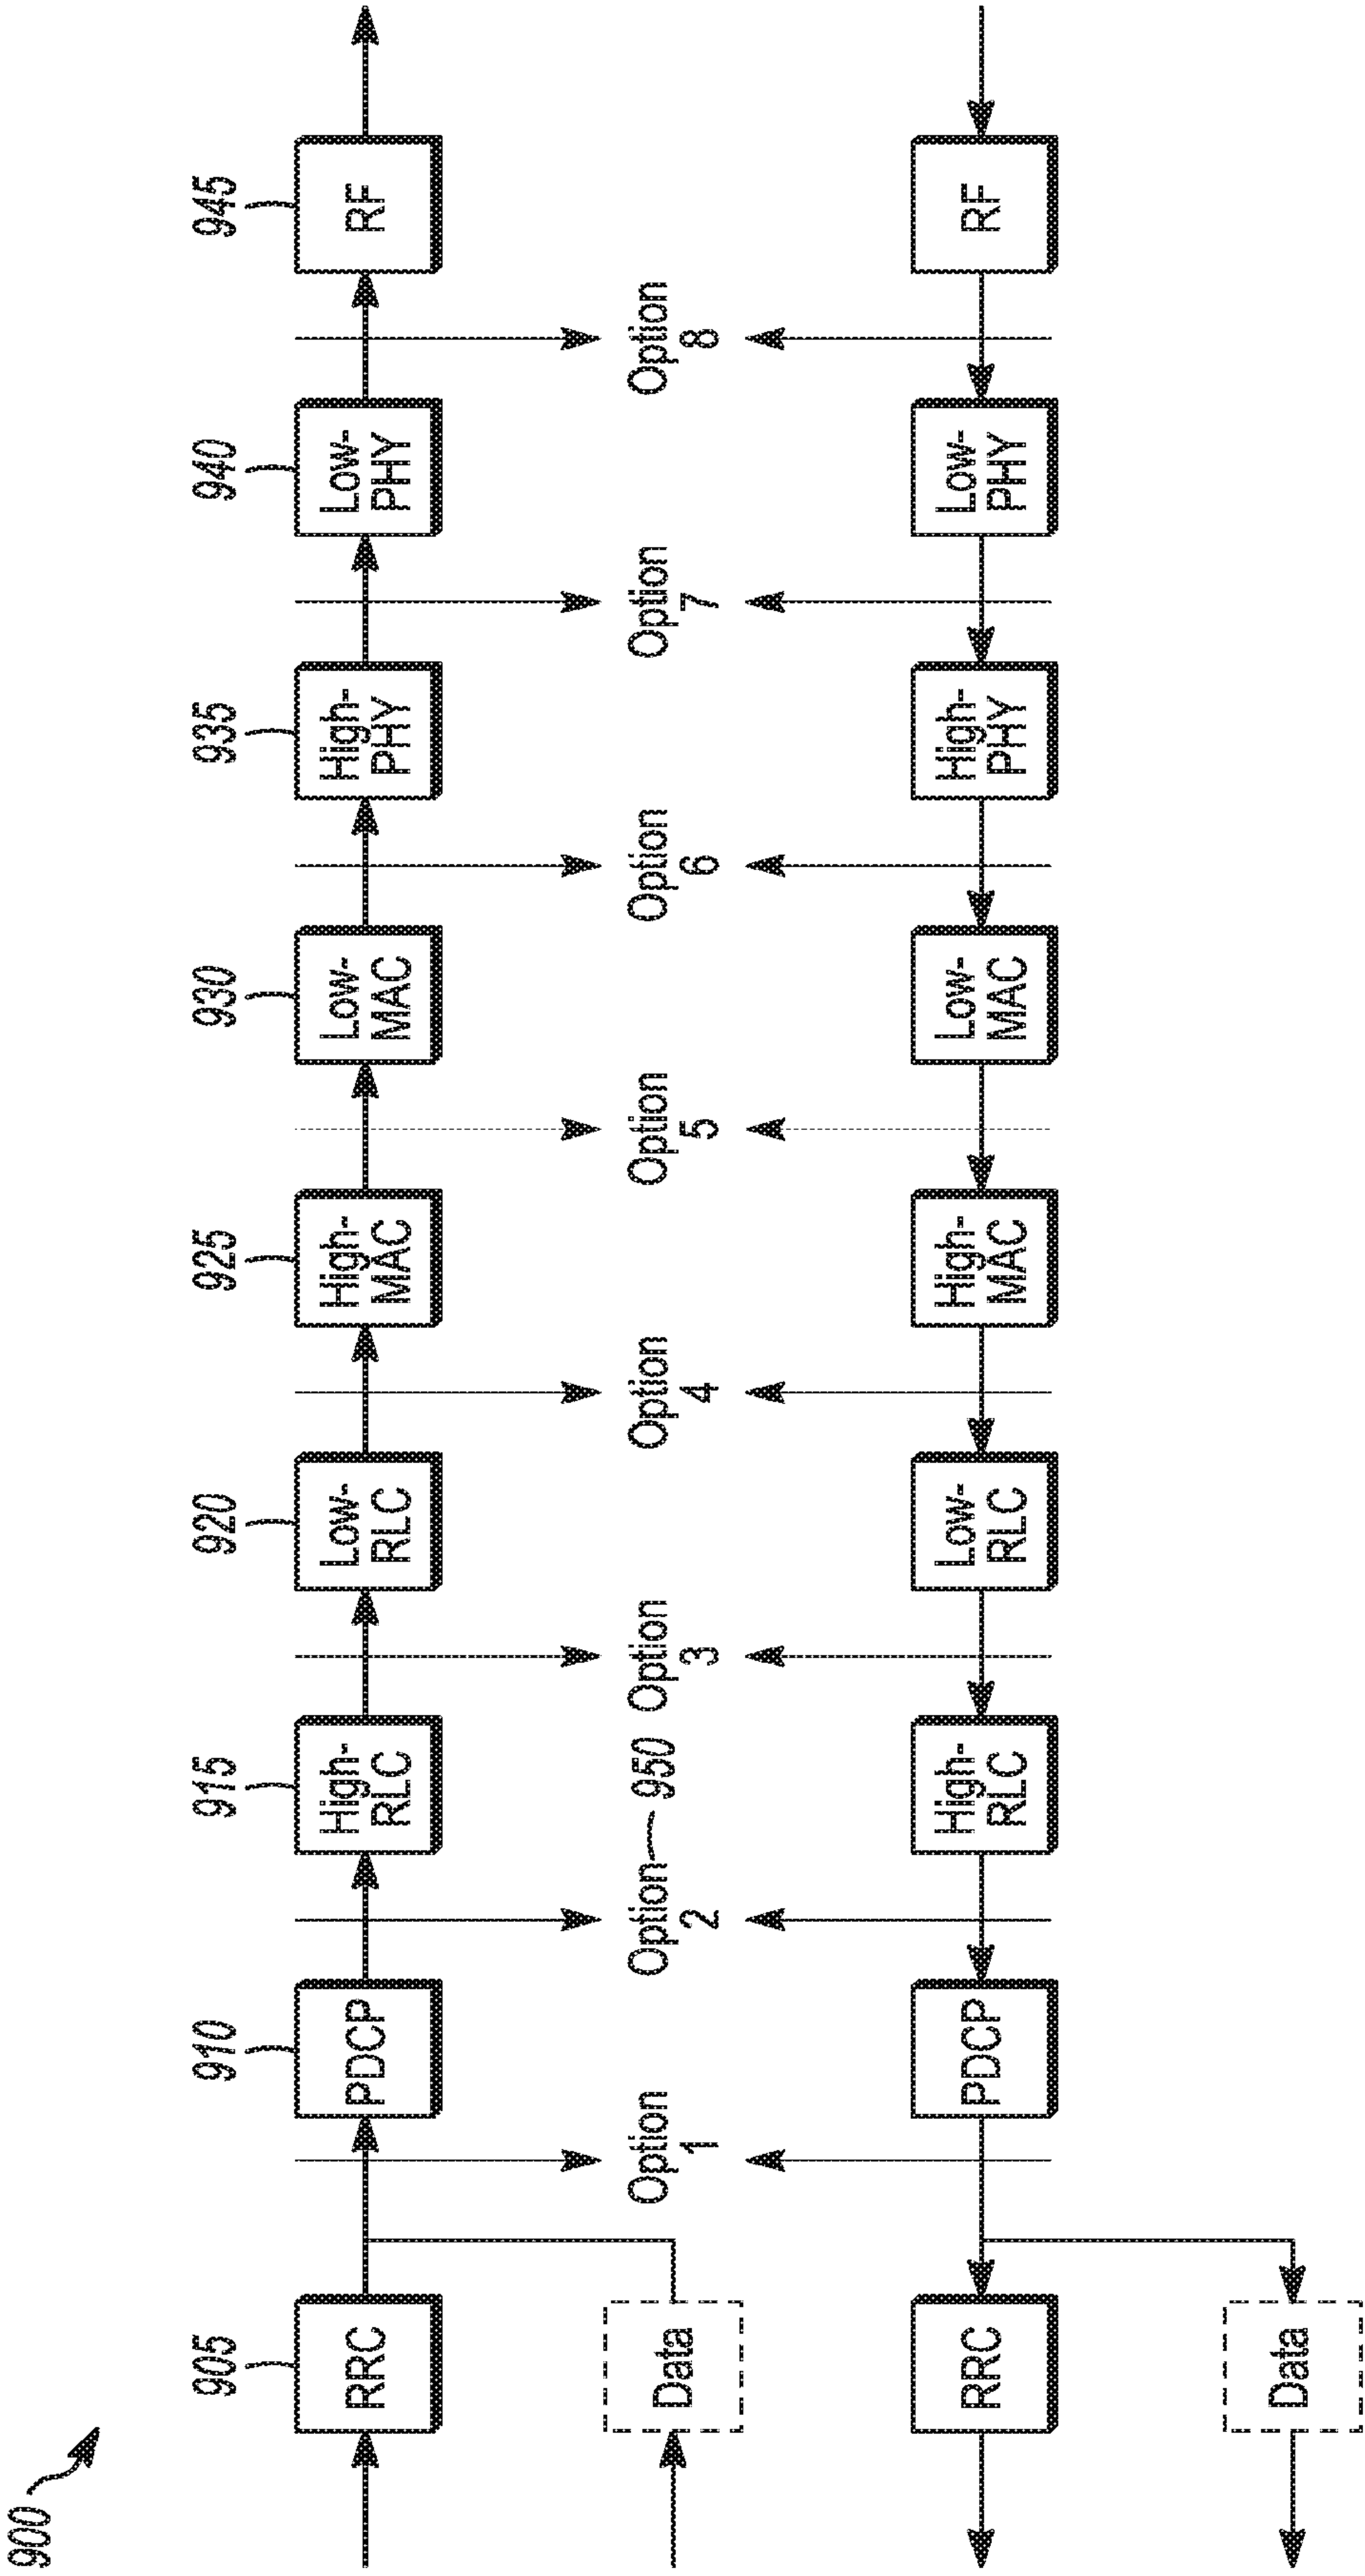 900
905
910
915
920
925
930
935
940
945
RRC
PDCP
High-
RLC
Low-
RLC
High-
MAC
Low-
MAC
High-
PHY
Low-
PHY
RF
Data
Option
1
Option
2
950
Option
3
Option
4
Option
5
Option
6
Option
7
Option
8
RRC
PDCP
High-
RLC
Low-
RLC
High-
MAC
Low-
MAC
High-
PHY
Low-
PHY
RF
Data